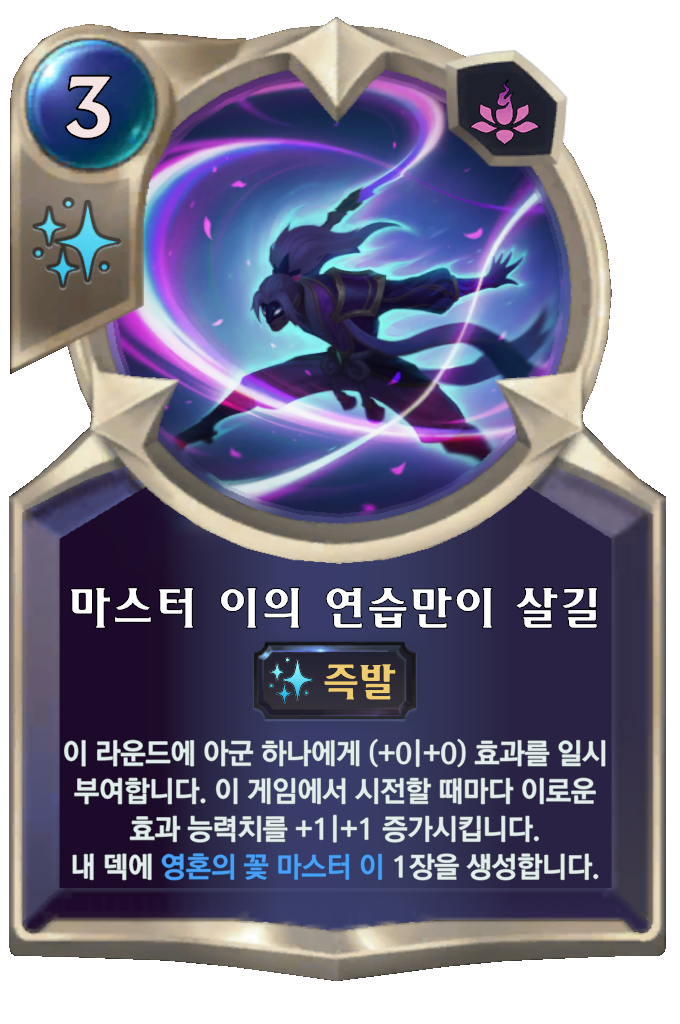 3
마스터 이의 연습만이 살길
즉발
이 라운드에 아군 하나에게 (+0|+0) 효과를 일시
부여합니다. 이 게임에서 시전할 때마다 이로운
효과 능력치를 +1|+1 증가시킵니다.
내 덱에 영혼의 꽃 마스터 이 1장을 생성합니다.